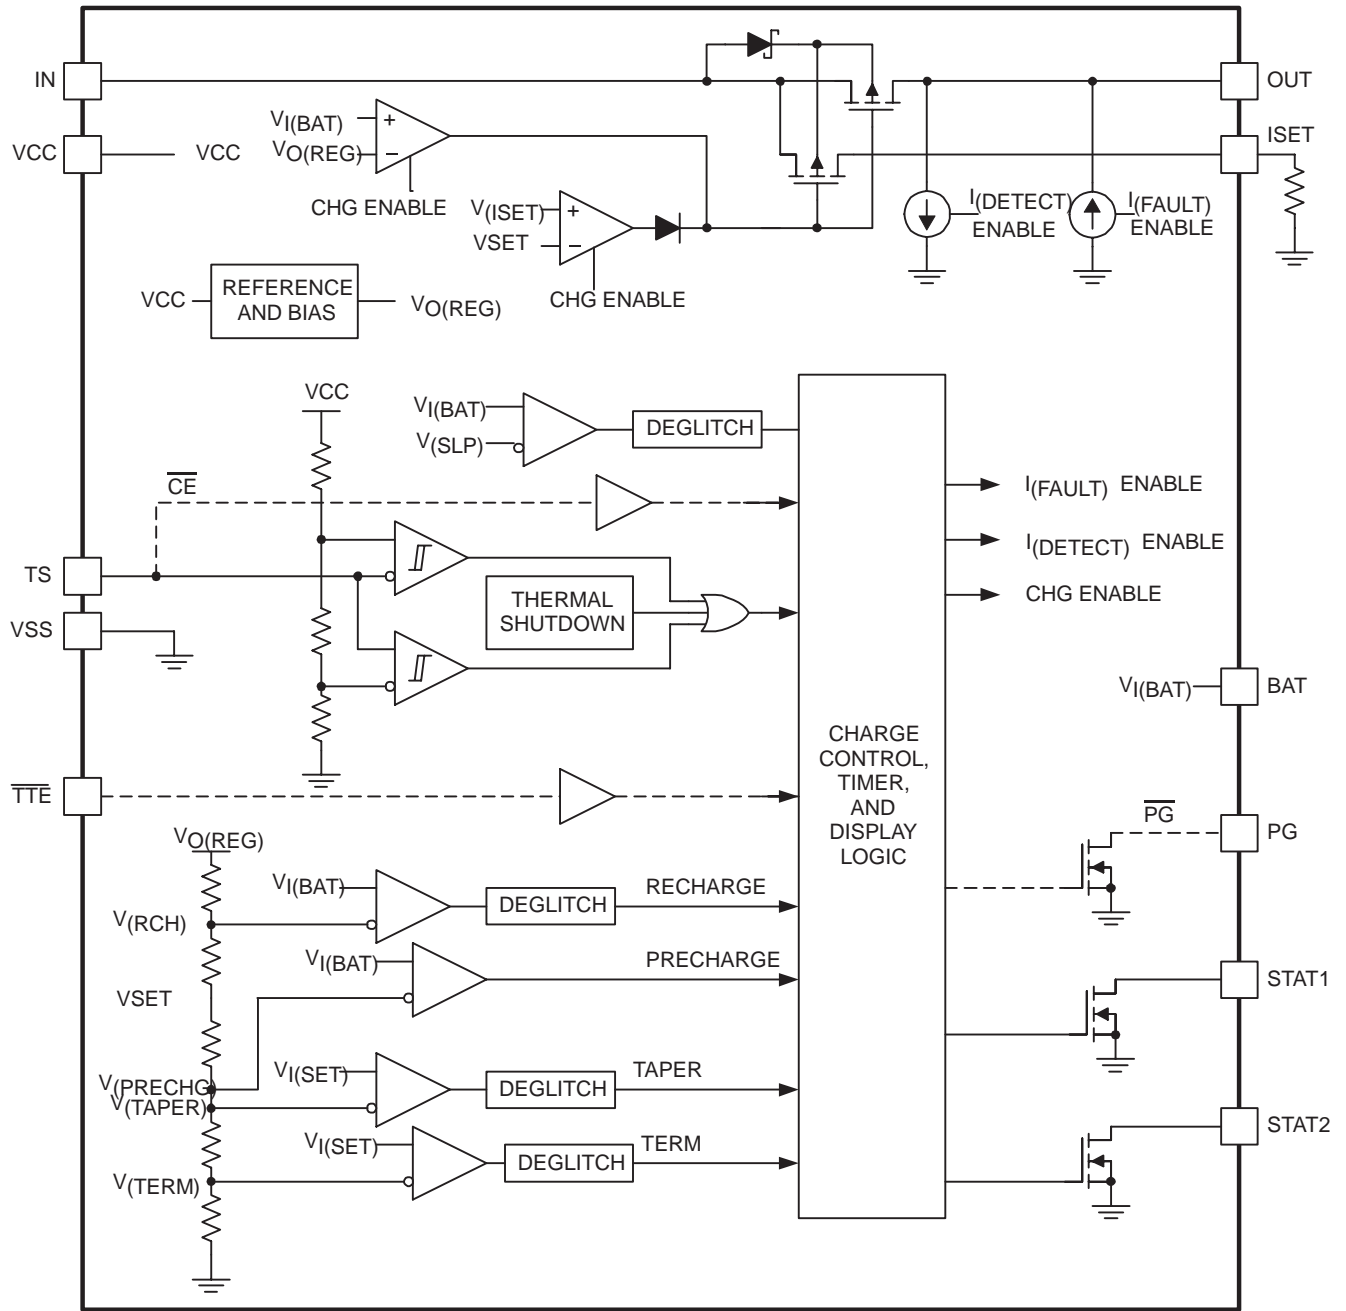 IN
OUT
VI(BAT)
VO(REG)
+
−
CHG ENABLE
VCC
VCC
ISET
V(ISET)
VSET
+
−
CHG ENABLE
I(DETECT)
ENABLE
I(FAULT)
ENABLE
VCC
REFERENCE
AND BIAS
VO(REG)
VCC
VI(BAT)
V(SLP)
DEGLITCH
CE
I(FAULT) ENABLE
I(DETECT) ENABLE
CHG ENABLE
TS
THERMAL
SHUTDOWN
VSS
VI(BAT)
BAT
CHARGE
CONTROL,
TIMER,
AND
DISPLAY
LOGIC
TTE
PG
PG
VO(REG)
VI(BAT)
DEGLITCH
RECHARGE
V(RCH)
VI(BAT)
PRECHARGE
VSET
STAT1
VI(SET)
DEGLITCH
TAPER
V(PRECHG)
V(TAPER)
VI(SET)
DEGLITCH
TERM
V(TERM)
STAT2